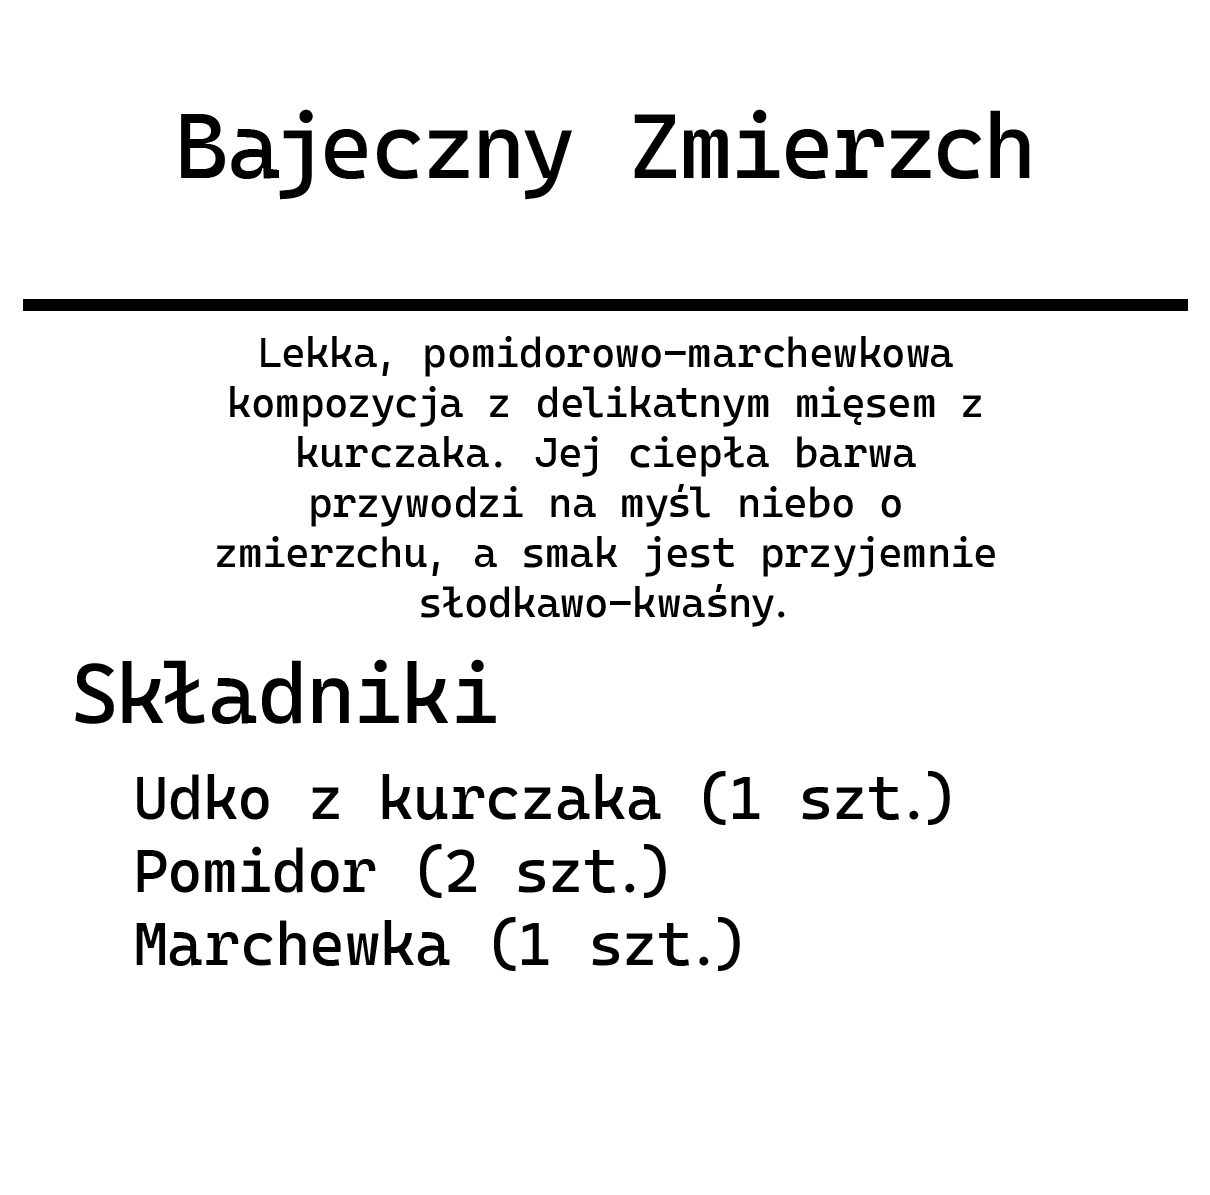 Bajeczny Zmierzch
Lekka, pomidorowo-marchewkowa
kompozycja z delikatnym mięsem z
kurczaka. Jej ciepła barwa
przywodzi na myśl niebo o
zmierzchu, a smak jest przyjemnie
słodkawo-kwaśny.
Składniki
Udko z kurczaka (1 szt.)
Pomidor (2 szt.)
Marchewka (1 szt.)